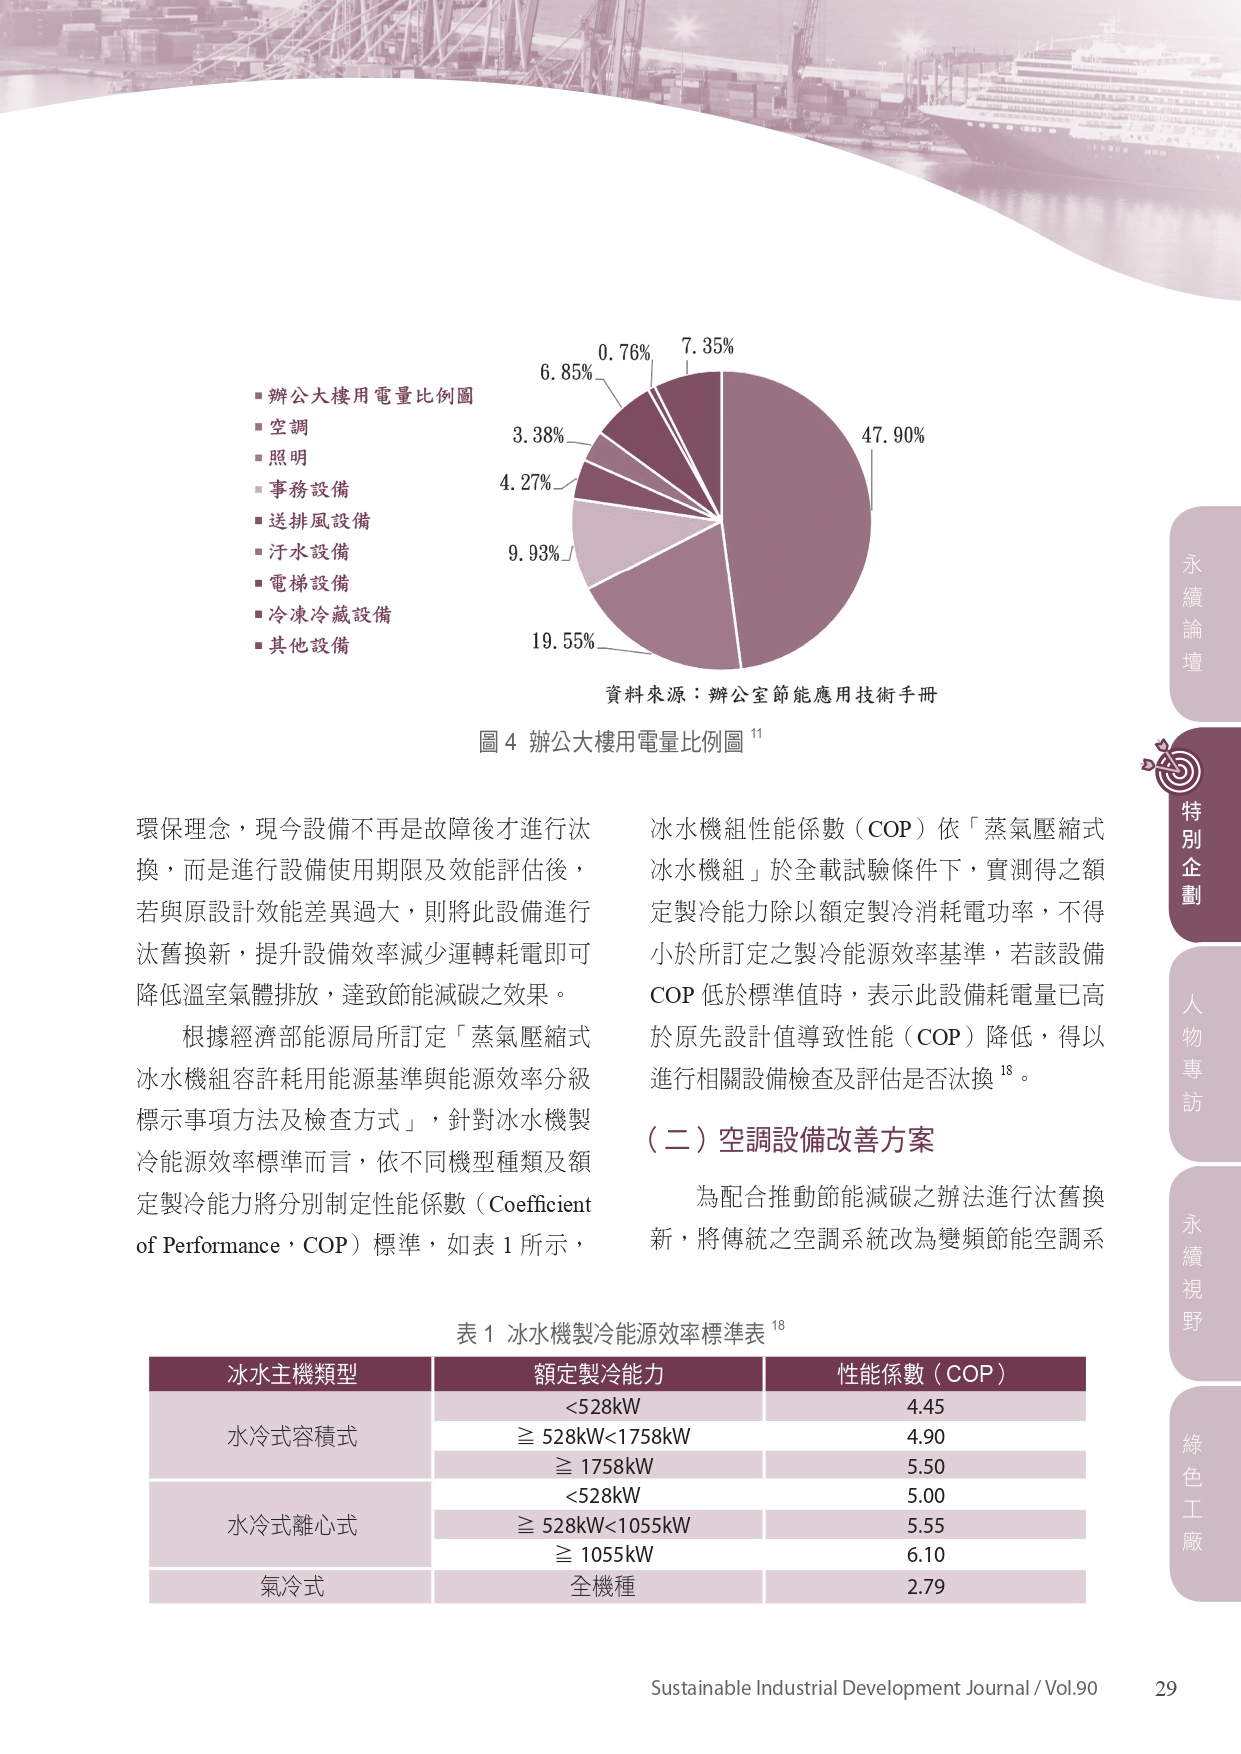 0.76%
7.35%
6.85%
辦公大樓用電量比例圖
空調
照明
事務設備
送排風設備
汙水設備
電梯設備
冷凍冷藏設備
其他設備
3.38%
47.90%
4.27%
9.93%
19.55%
資料來源：辦公室節能應用技術手冊
圖 4 辦公大樓用電量比例圖 11
環保理念，現今設備不再是故障後才進行汰
換，而是進行設備使用期限及效能評估後，
若與原設計效能差異過大，則將此設備進行
汰舊換新，提升設備效率減少運轉耗電即可
降低溫室氣體排放，達致節能減碳之效果。
根據經濟部能源局所訂定「蒸氣壓縮式
冰水機組容許耗用能源基準與能源效率分級
標示事項方法及檢查方式」，針對冰水機製
冷能源效率標準而言，依不同機型種類及額
定製冷能力將分別制定性能係數（Coefficient
of Performance，COP）標準，如表 1 所示，
冰水機組性能係數（COP）依「蒸氣壓縮式
冰水機組」於全載試驗條件下，實測得之額
定製冷能力除以額定製冷消耗電功率，不得
小於所訂定之製冷能源效率基準，若該設備
COP 低於標準值時，表示此設備耗電量已高
於原先設計值導致性能（COP）降低，得以
進行相關設備檢查及評估是否汰換 18。
（二）空調設備改善方案
為配合推動節能減碳之辦法進行汰舊換
新，將傳統之空調系統改為變頻節能空調系
表 1 冰水機製冷能源效率標準表 18
冰水主機類型 額定製冷能力 性能係數（COP）
水冷式容積式 <528kW 4.45
≧ 528kW<1758kW 4.90
≧ 1758kW 5.50
水冷式離心式 <528kW 5.00
≧ 528kW<1055kW 5.55
≧ 1055kW 6.10
氣冷式 全機種 2.79
永續論壇
特別企劃
人物專訪
永續視野
綠色工廠
Sustainable Industrial Development Journal / Vol.90 29